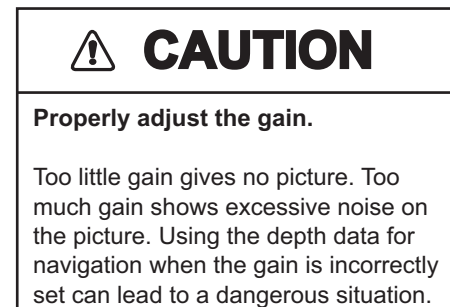 CAUTION
Properly adjust the gain.
Too little gain gives no picture. Too
much gain shows excessive noise on
the picture. Using the depth data for
navigation when the gain is incorrectly
set can lead to a dangerous situation.